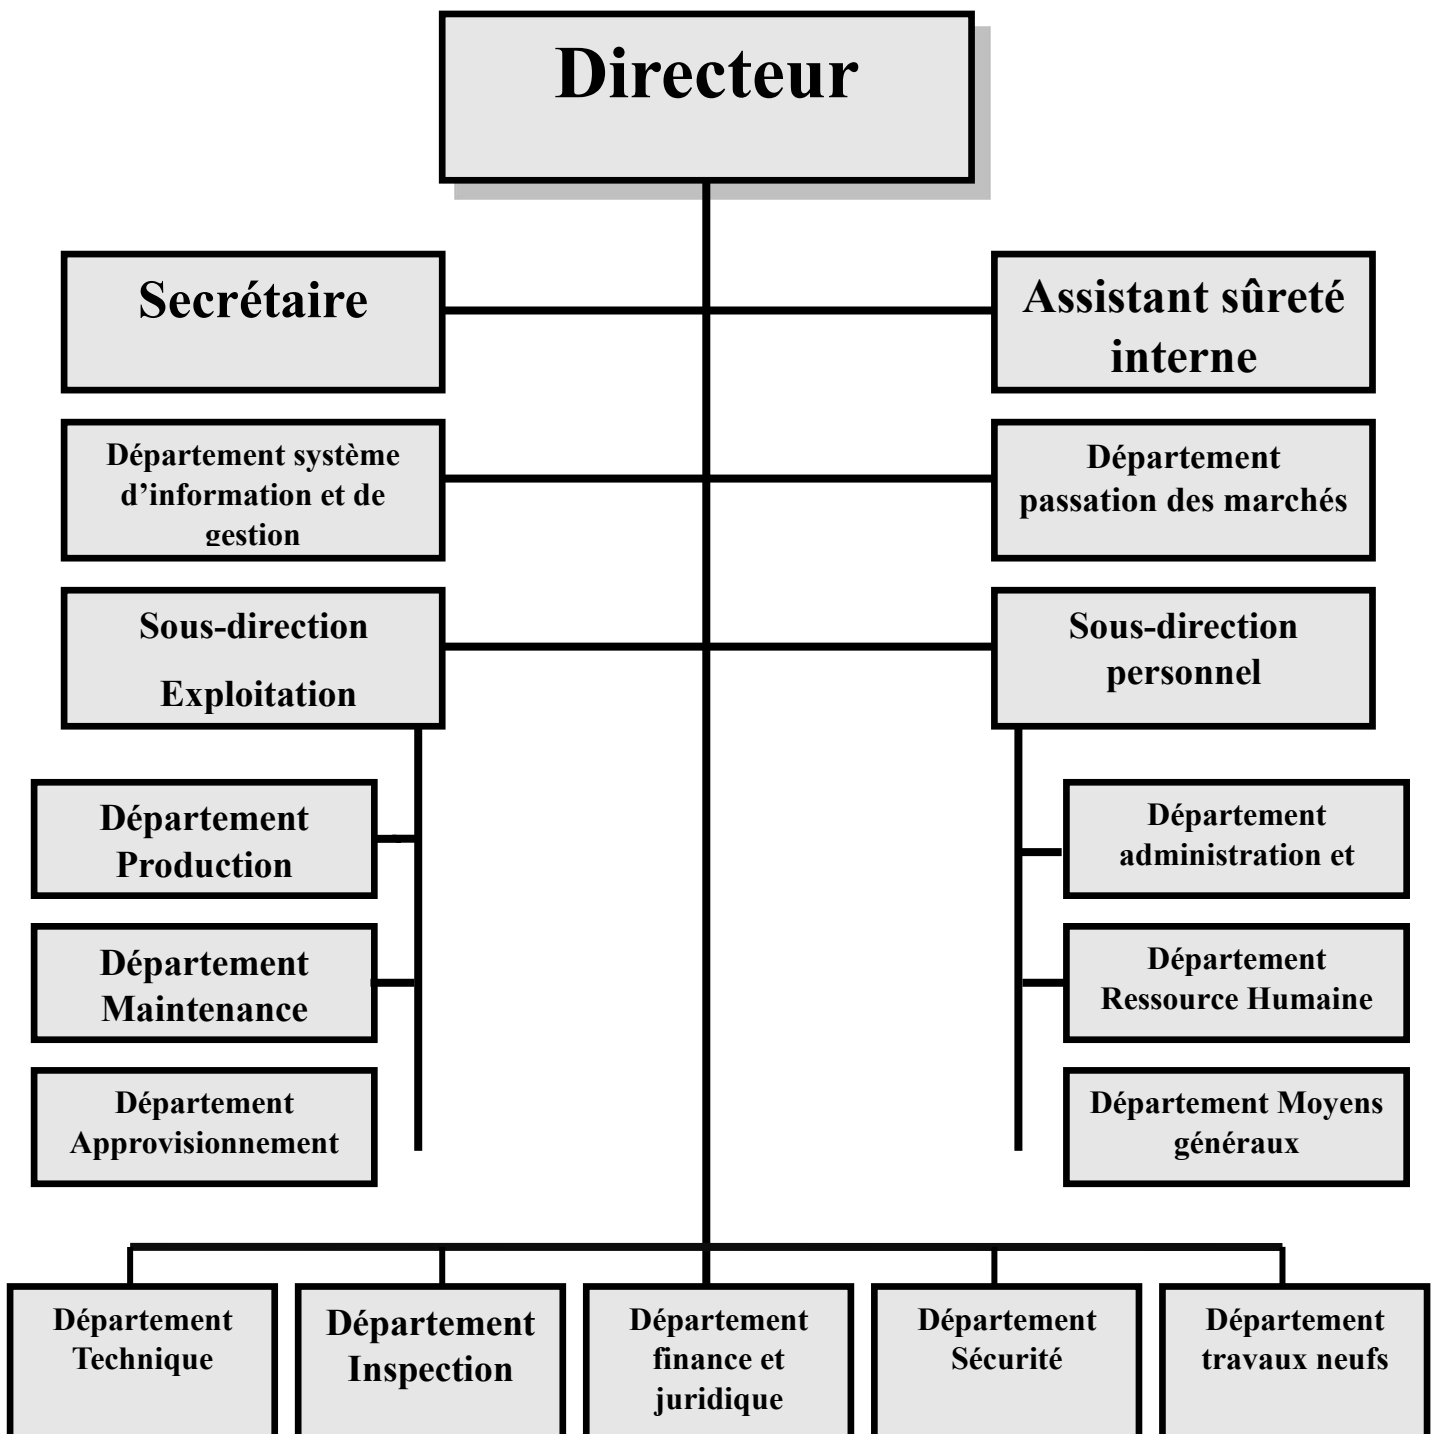 Directeur
Secrétaire
Assistant sûreté
interne
Département système
d’information et de
gestion
Département
passation des marchés
Sous-direction
Exploitation
Sous-direction
personnel
Département
Production
Département
administration et
Département
Maintenance
Département
Ressource Humaine
Département
Approvisionnement
Département Moyens
généraux
Département
Technique
Département
Inspection
Département
finance et
juridique
Département
Sécurité
Département
travaux neufs